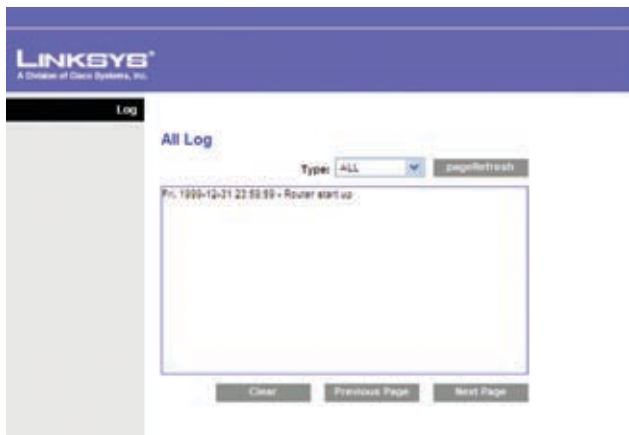 LINKSYS®
A Division of Cisco Systems, Inc.
Log
All Log
Type: ALL pageRefresh
Fri, 1999-12-31 23:59:59 - Router start up
Clear Previous Page Next Page